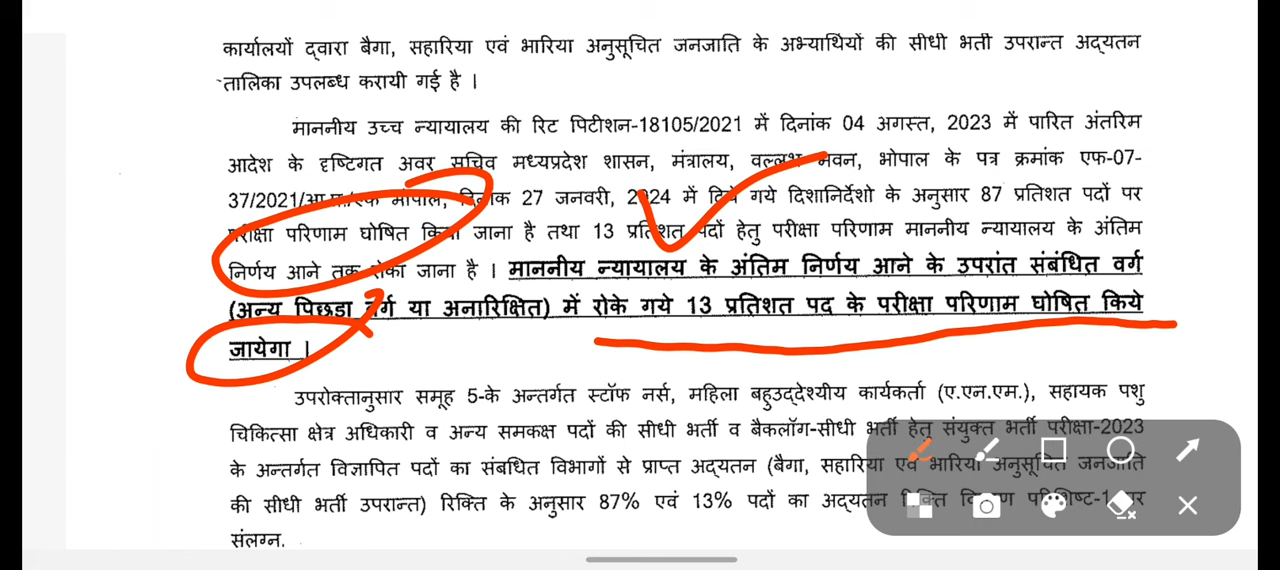 कार्यालयों द्वारा बैगा, सहारिया एवं भारिया अनुसूचित जनजाति के अभ्यार्थियों की सीधी भर्ती उपरान्त अद्यतन
तालिका उपलब्ध करायी गई है ।
माननीय उच्च न्यायालय की रिट पिटीशन-18105/2021 में दिनांक 04 अगस्त, 2023 में पारित अंतरिम
आदेश के दृष्टिगत अवर सचिव मध्यप्रदेश शासन, मंत्रालय, वल्लभ भवन, भोपाल के पत्र क्रमांक एफ-07-
37/2021/आ.प्र./एक भोपाल, दिनांक 27 जनवरी, 2024 में दिये गये दिशानिर्देशो के अनुसार 87 प्रतिशत पदों पर
परीक्षा परिणाम घोषित किया जाना है तथा 13 प्रतिशत पदों हेतु परीक्षा परिणाम माननीय न्यायालय के अंतिम
निर्णय आने तक रोका जाना है । माननीय न्यायालय के अंतिम निर्णय आने के उपरांत संबंधित वर्ग
(अन्य पिछडा वर्ग या अनारिक्षित) में रोके गये 13 प्रतिशत पद के परीक्षा परिणाम घोषित किये
जायेगा ।
उपरोक्तानुसार समूह 5-के अन्तर्गत स्टॉफ नर्स, महिला बहुउद्देश्यीय कार्यकर्ता (ए.एन.एम.), सहायक पशु
चिकित्सा क्षेत्र अधिकारी व अन्य समकक्ष पदों की सीधी भर्ती व बैकलॉग-सीधी भर्ती हेतु संयुक्त भर्ती परीक्षा-2023
के अन्तर्गत विज्ञापित पदों का संबधित विभागों से प्राप्त अद्यतन (बैगा, सहारिया एवं भारिया अनुसूचित जनजाति
की सीधी भर्ती उपरान्त) रिक्ति के अनुसार 87% एवं 13% पदों का अद्यतन रिक्ति विवरण परिशिष्ट-1 पर
संलग्न.